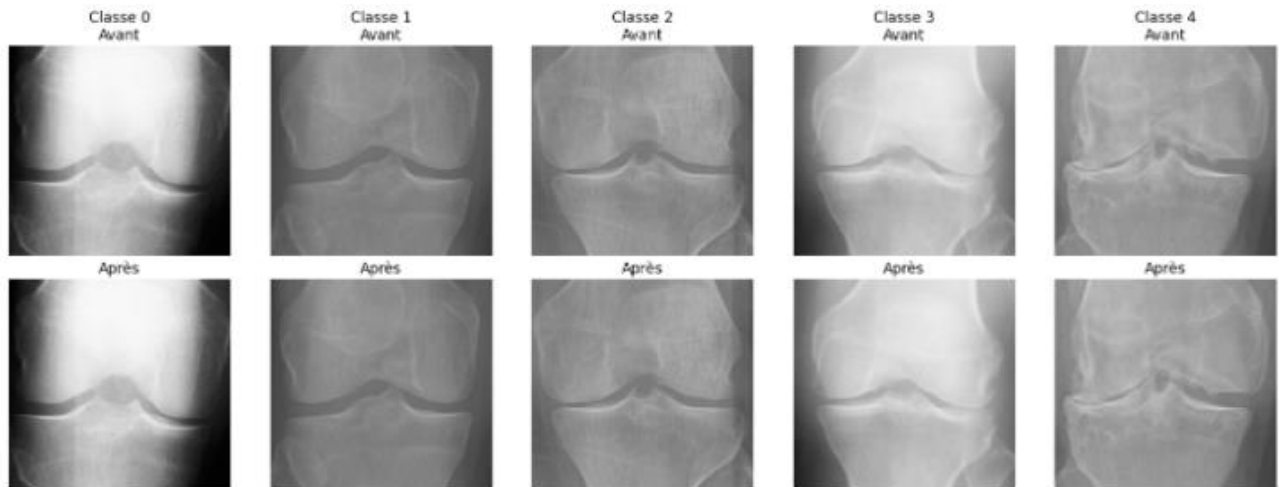 Classe 0
Avant
Classe 1
Avant
Classe 2
Avant
Classe 3
Avant
Classe 4
Avant
Après
Après
Après
Après
Après